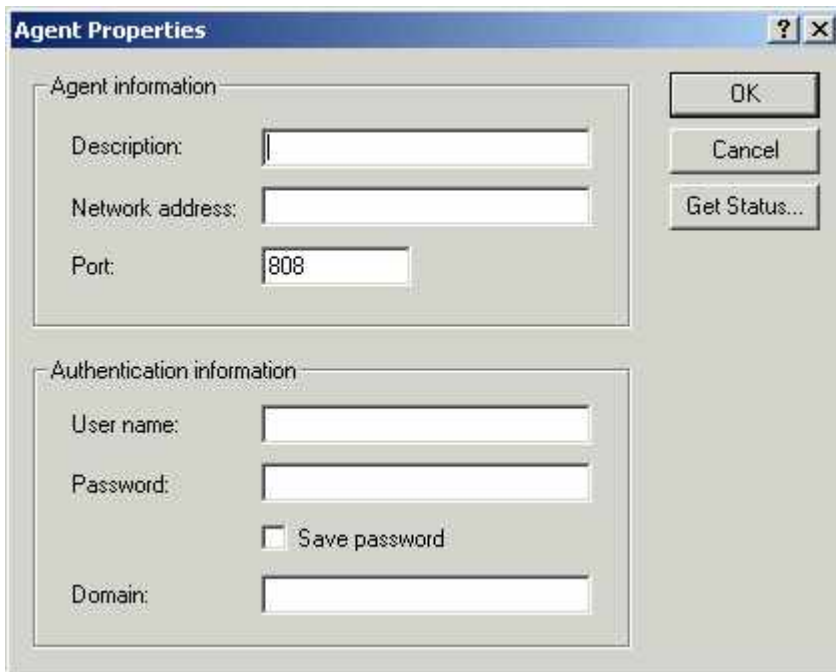 Agent Properties
Agent information
OK
Description:
Cancel
Network address:
Get Status...
Port: 808
Authentication information
User name:
Password:
Save password
Domain: